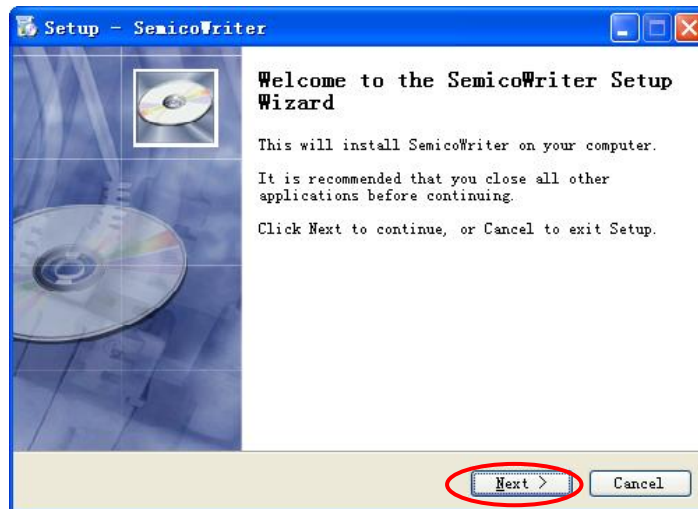 Setup - SemicoWriter
Welcome to the SemicoWriter Setup
Wizard
This will install SemicoWriter on your computer.
It is recommended that you close all other
applications before continuing.
Click Next to continue, or Cancel to exit Setup.
Next >
Cancel